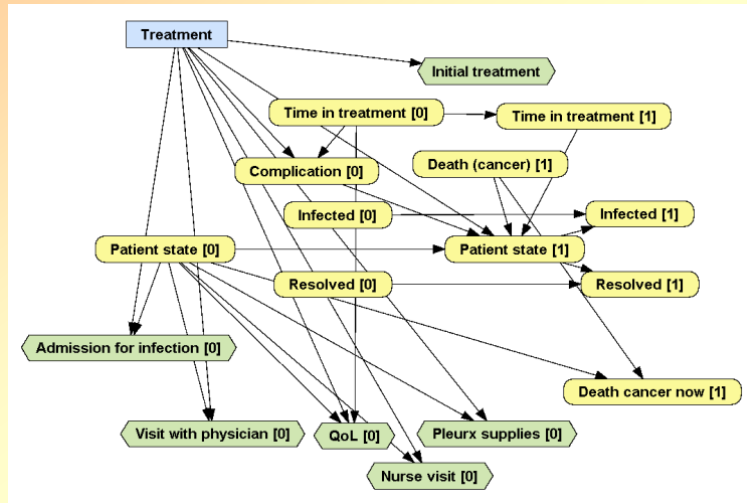 Treatment
Initial treatment
Time in treatment [0]
Time in treatment [1]
Death (cancer) [1]
Complication [0]
Infected [0]
Infected [1]
Patient state [0]
Patient state [1]
Resolved [0]
Resolved [1]
Admission for infection [0]
Death cancer now [1]
Visit with physician [0]
QoL [0]
Pleurx supplies [0]
Nurse visit [0]